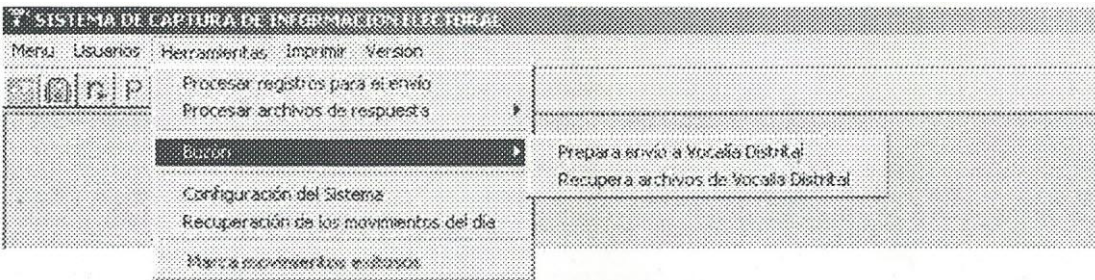 SISTEMA DE CAPTURA DE INFORMACION ELECTORAL
Menu Usuarios Herramientas Imprimir Version
P
Procesar registros para el envío
Procesar archivos de respuesta
Buzón
Prepara envio a Vocalía Distrital
Recupera archivos de Vocalia Distrital
Configuración del Sistema
Recuperación de los movimientos del día
Marca movimientos exitosos